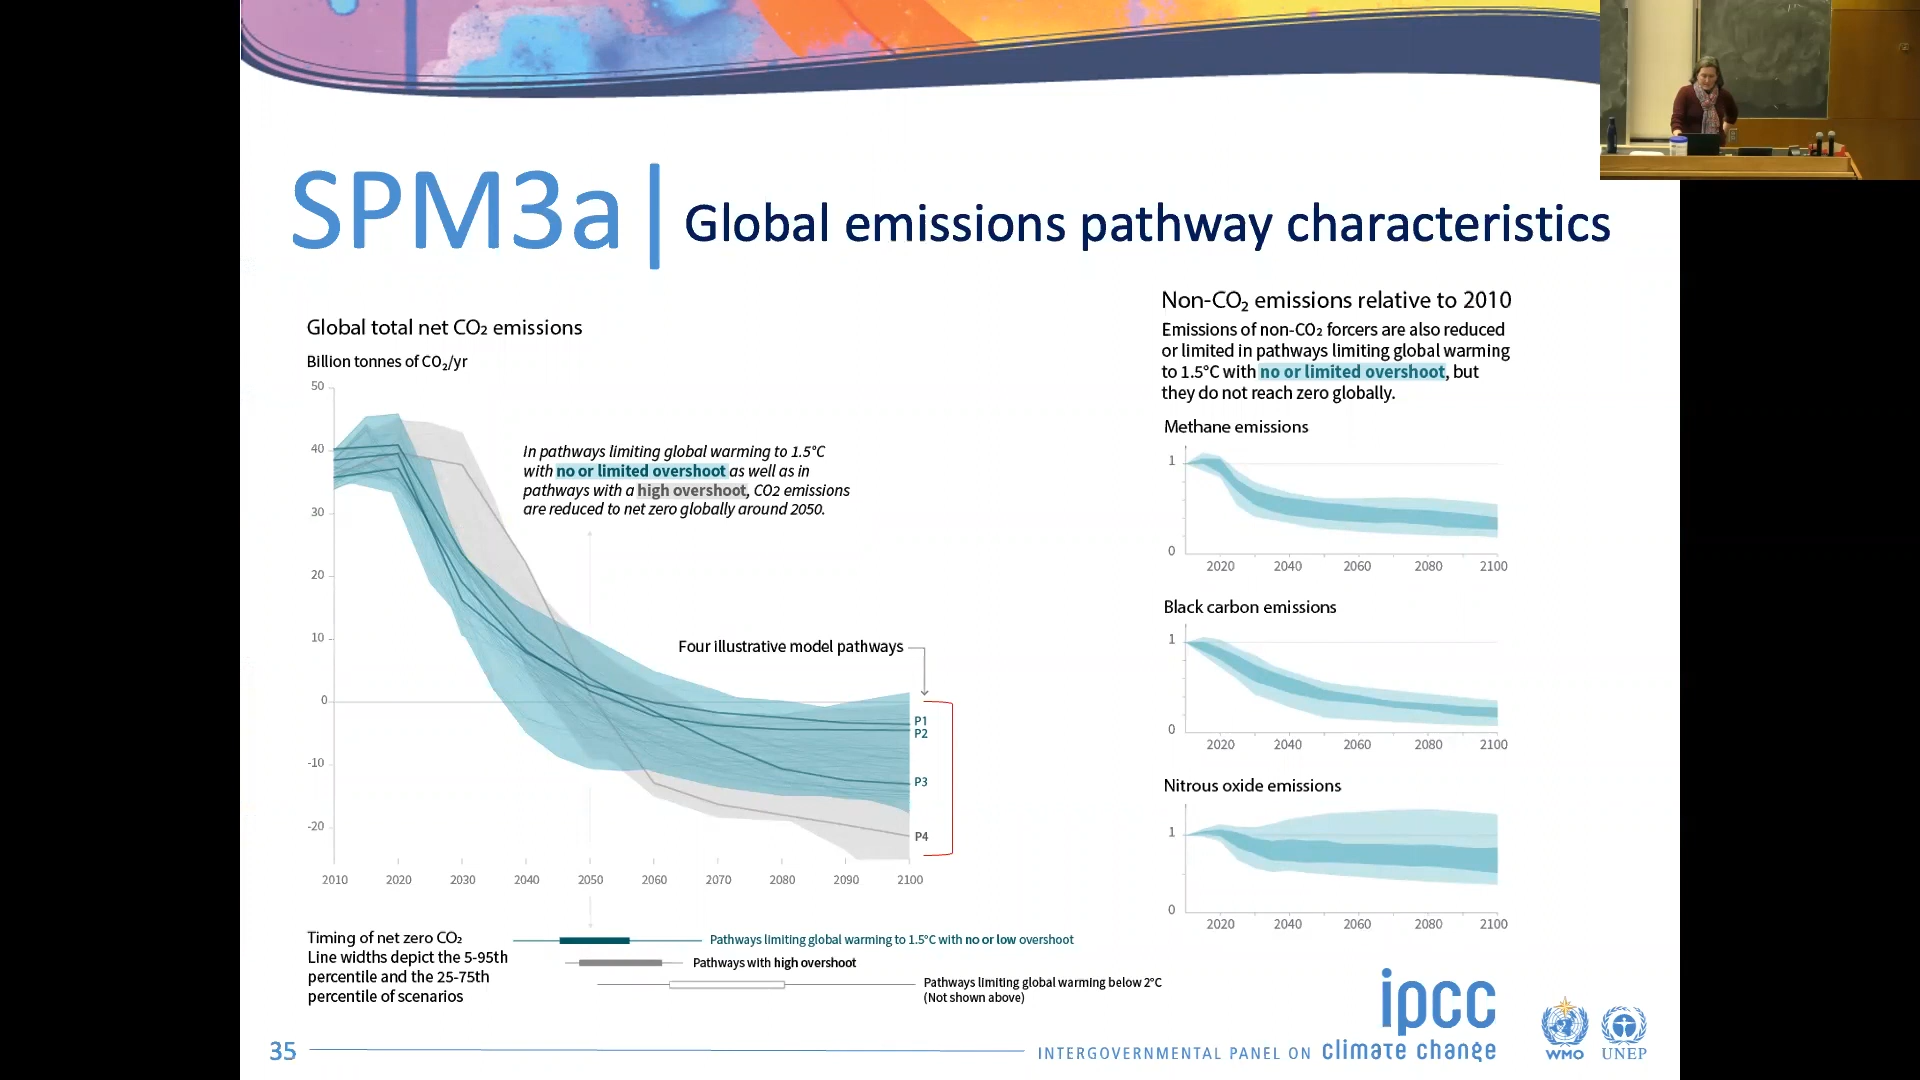 SPM3a
Global emissions pathway characteristics
Global total net CO₂ emissions
Billion tonnes of CO₂/yr
50
40
30
20
10
0
-10
-20
2010 2020 2030 2040 2050 2060 2070 2080 2090 2100
In pathways limiting global warming to 1.5°C
with no or limited overshoot as well as in
pathways with a high overshoot, CO2 emissions
are reduced to net zero globally around 2050.
Four illustrative model pathways
P1
P2
P3
P4
Timing of net zero CO₂
Line widths depict the 5-95th
percentile and the 25-75th
percentile of scenarios
Pathways limiting global warming to 1.5°C with no or low overshoot
Pathways with high overshoot
Pathways limiting global warming below 2°C
(Not shown above)
Non-CO₂ emissions relative to 2010
Emissions of non-CO₂ forcers are also reduced
or limited in pathways limiting global warming
to 1.5°C with no or limited overshoot, but
they do not reach zero globally.
Methane emissions
1
0
2020 2040 2060 2080 2100
Black carbon emissions
1
0
2020 2040 2060 2080 2100
Nitrous oxide emissions
1
0
2020 2040 2060 2080 2100
35
INTERGOVERNMENTAL PANEL ON
ipcc
climate change
WMO
UNEP